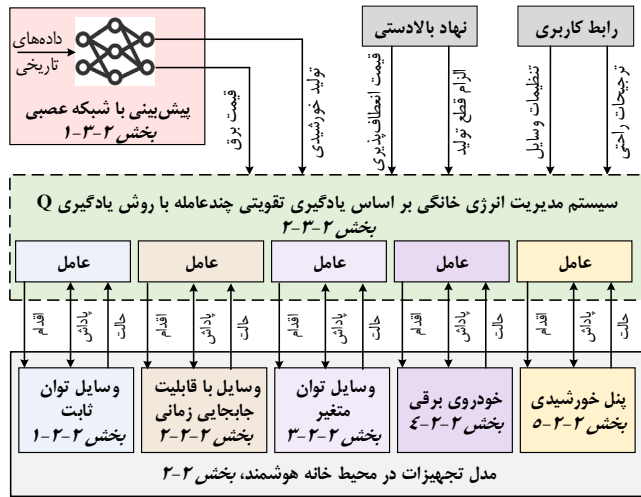 داده‌های
تاریخی
پیش‌بینی با شبکه عصبی
بخش ۲-۳-۱
نهاد بالادستی
رابط کاربری
قیمت برق
تولید خورشیدی
قیمت انعطاف‌پذیری
الزام قطع تولید
تنظیمات وسایل
ترجیحات راحتی
سیستم مدیریت انرژی خانگی بر اساس یادگیری تقویتی چندعامله با روش یادگیری Q
بخش ۲-۳-۲
عامل
عامل
عامل
عامل
عامل
اقدام
پاداش
حالت
اقدام
پاداش
حالت
اقدام
پاداش
حالت
اقدام
پاداش
حالت
اقدام
پاداش
حالت
وسایل توان
ثابت
بخش ۲-۲-۱
وسایل با قابلیت
جابجایی زمانی
بخش ۲-۲-۲
وسایل توان
متغیر
بخش ۲-۲-۳
خودروی برقی
بخش ۲-۲-۴
پنل خورشیدی
بخش ۲-۲-۵
مدل تجهیزات در محیط خانه هوشمند، بخش ۲-۲